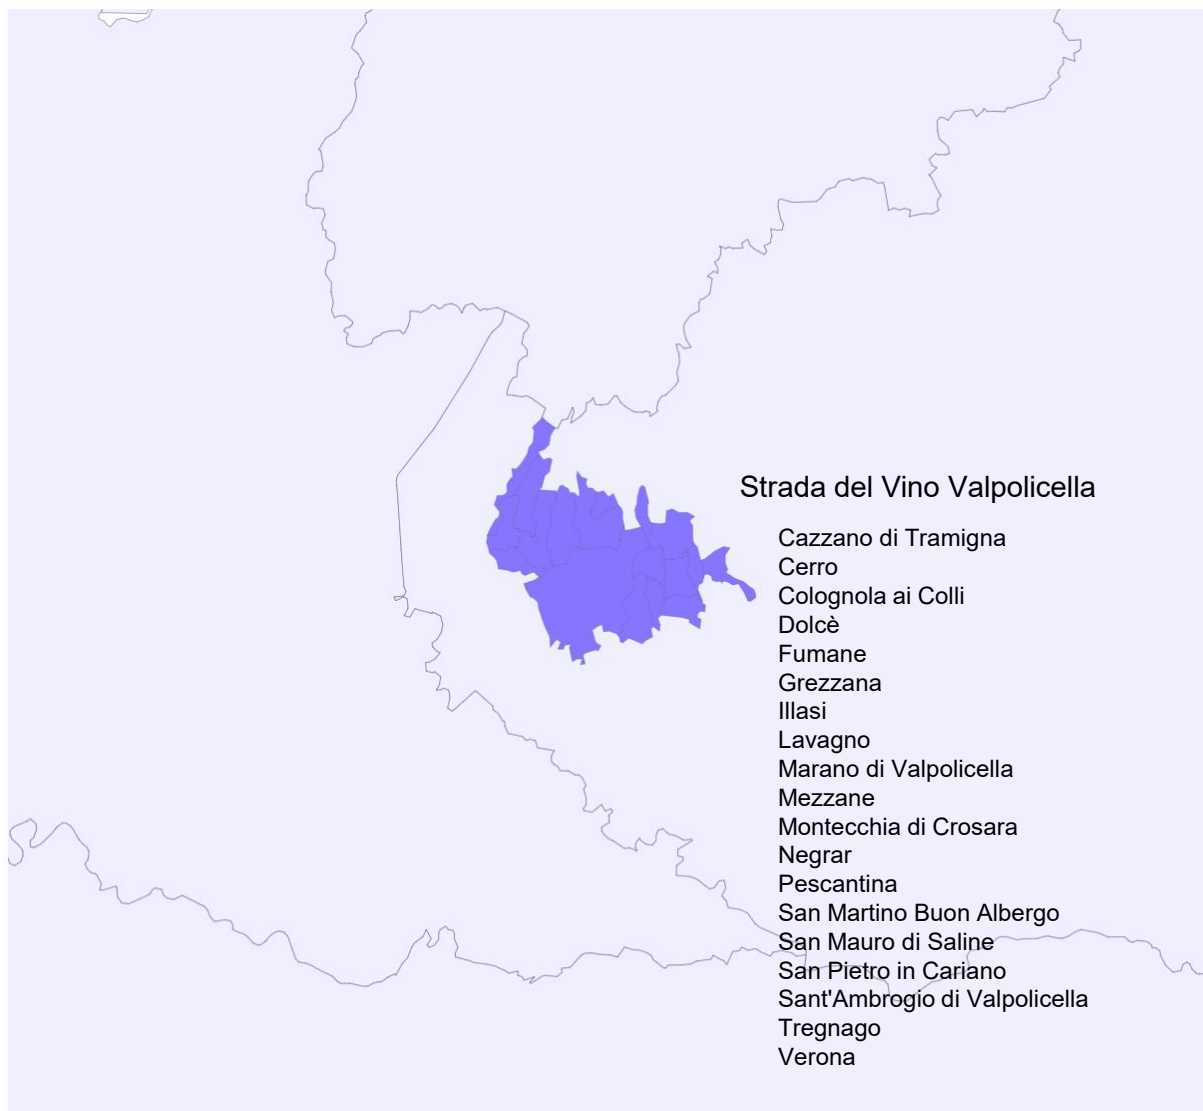 Strada del Vino Valpolicella
Cazzano di Tramigna
Cerro
Colognola ai Colli
Dolcè
Fumane
Grezzana
Illasi
Lavagno
Marano di Valpolicella
Mezzane
Montecchia di Crosara
Negrar
Pescantina
San Martino Buon Albergo
San Mauro di Saline
San Pietro in Cariano
Sant'Ambrogio di Valpolicella
Tregnago
Verona